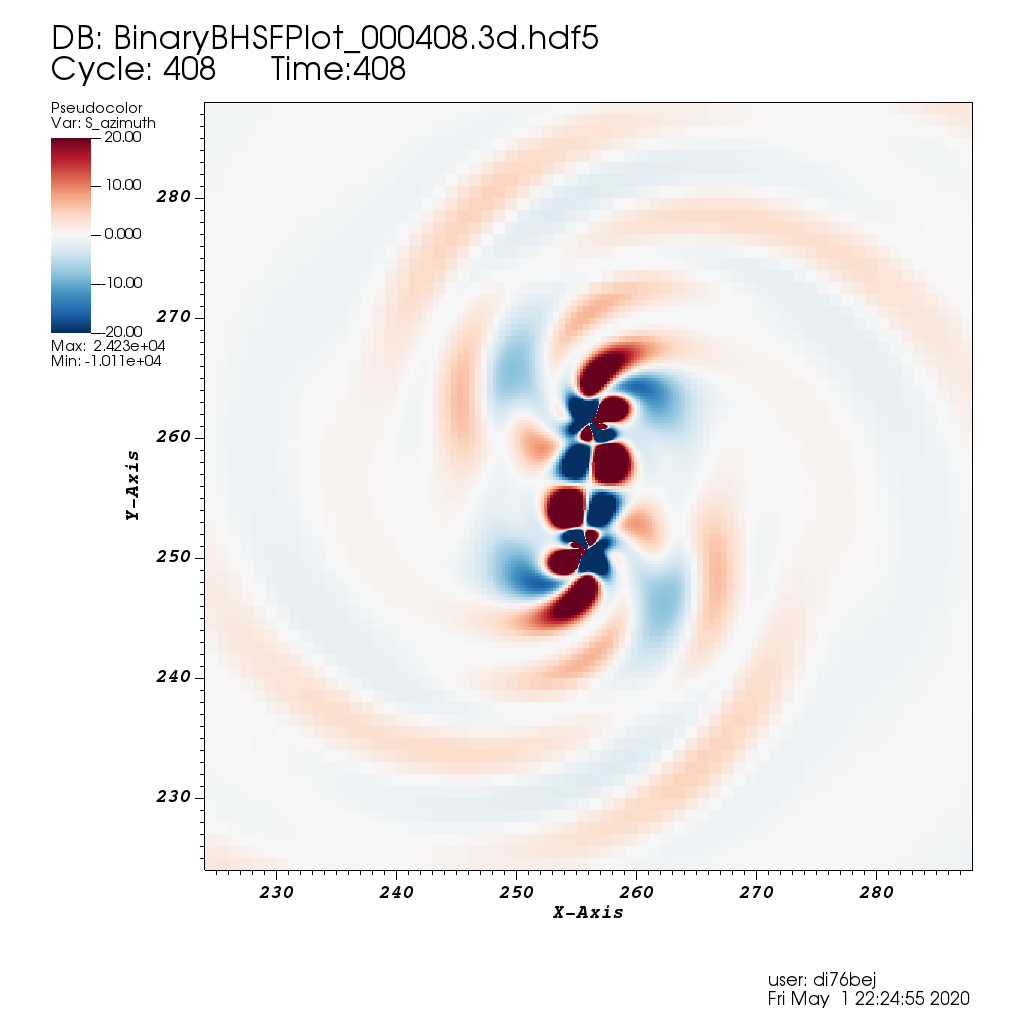 DB: BinaryBHSFPlot_000408.3d.hdf5
Cycle: 408 Time:408
Pseudocolor
Var: S_azimuth
20.00
10.00
0.000
-10.00
-20.00
Max: 2.423e+04
Min: -1.011e+04
280
270
260
250
240
230
Y-Axis
230 240 250 260 270 280
X-Axis
user: di76bej
Fri May 1 22:24:55 2020